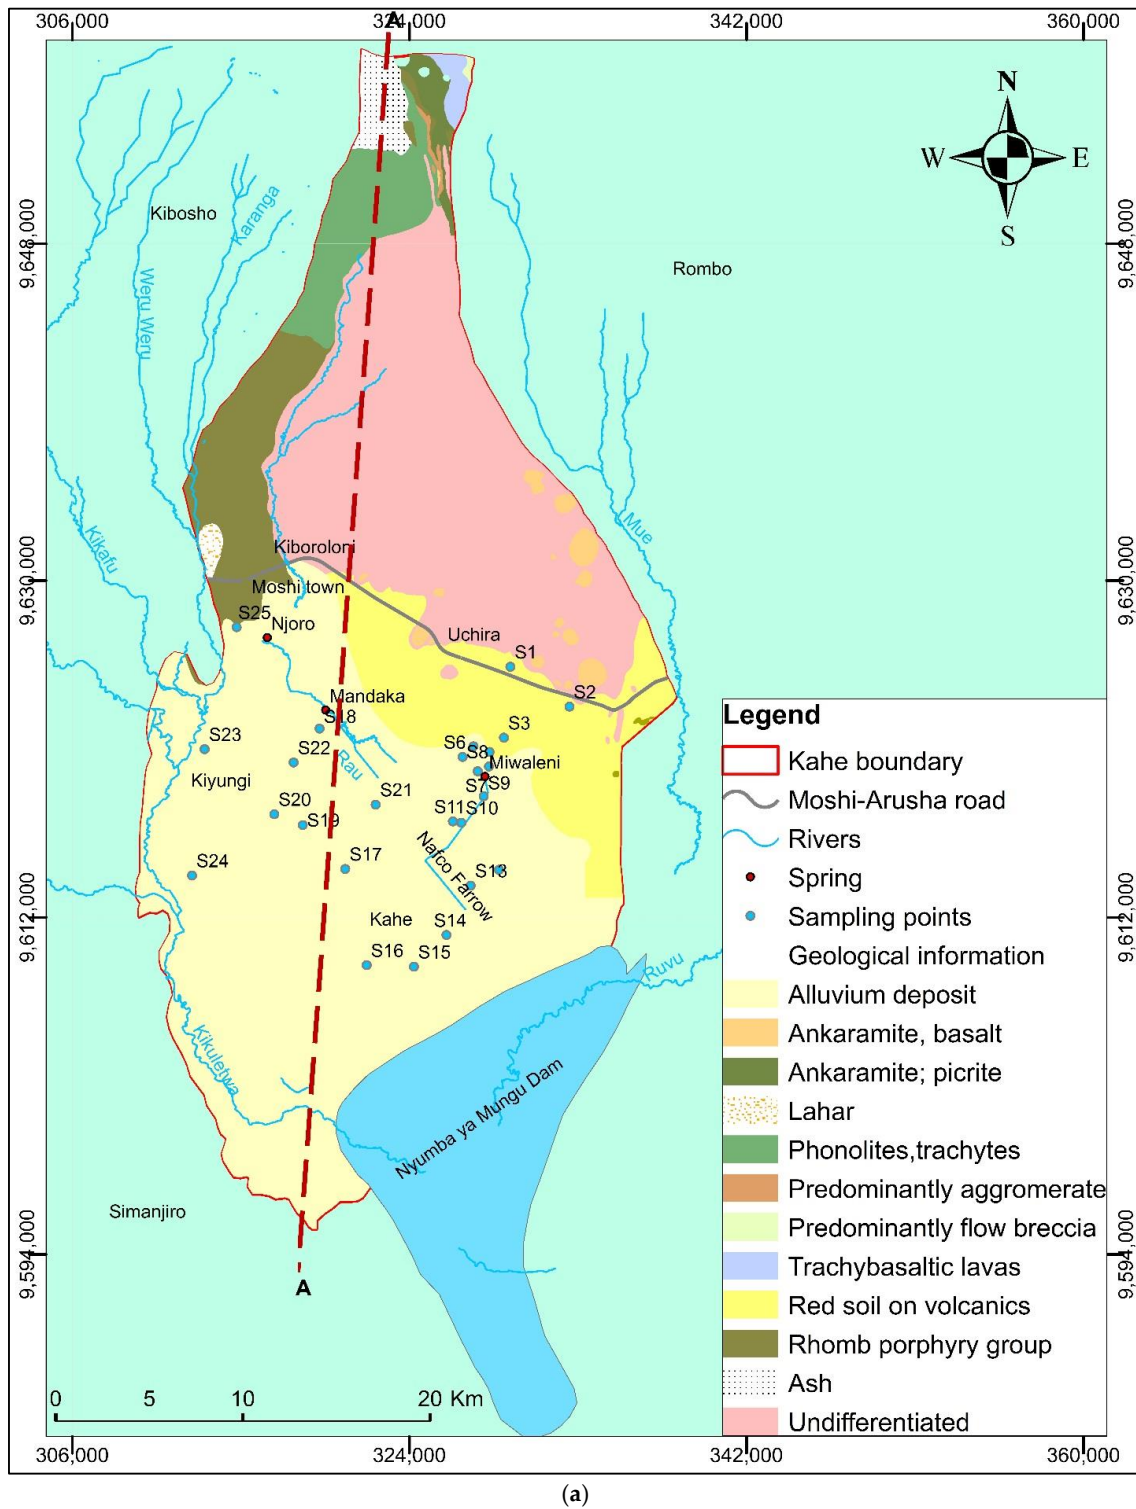 306,000 324,000 342,000 360,000
A
N
W E
S
Kibosho
Karanga
Weru Weru
9,648,000 9,648,000
Rombo
Kikafu
Mue
Kiboroloni
9,630,000 9,630,000
Moshi town
S25
Njoro
Uchira
S1
S2
Mandaka
S18
S3
S6
S8
S23
S22
Miwaleni
Rau
Kiyungi
S7
S9
S21
S20
S19
S11
S10
Nafco Farrow
S17
S13
S24
9,612,000 9,612,000
Kahe
S14
S16
S15
Ruvu
Kikuletwa
Nyumba ya Mungu Dam
Simanjiro
9,594,000 9,594,000
A
Legend
Kahe boundary
Moshi-Arusha road
Rivers
Spring
Sampling points
Geological information
Alluvium deposit
Ankaramite, basalt
Ankaramite; picrite
Lahar
Phonolites,trachytes
Predominantly aggromerate
Predominantly flow breccia
Trachybasaltic lavas
Red soil on volcanics
Rhomb porphyry group
Ash
Undifferentiated
0 5 10 20 Km
306,000 324,000 342,000 360,000
(a)